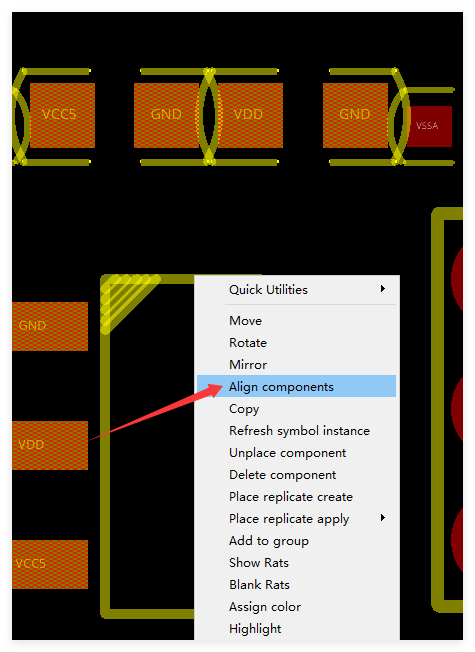 VCC5 GND VDD GND VSSA
Quick Utilities
Move
GND
Rotate
Mirror
Align components
Copy
Refresh symbol instance
VDD
Unplace component
Delete component
Place replicate create
Place replicate apply
Add to group
VCC5
Show Rats
Blank Rats
Assign color
Highlight